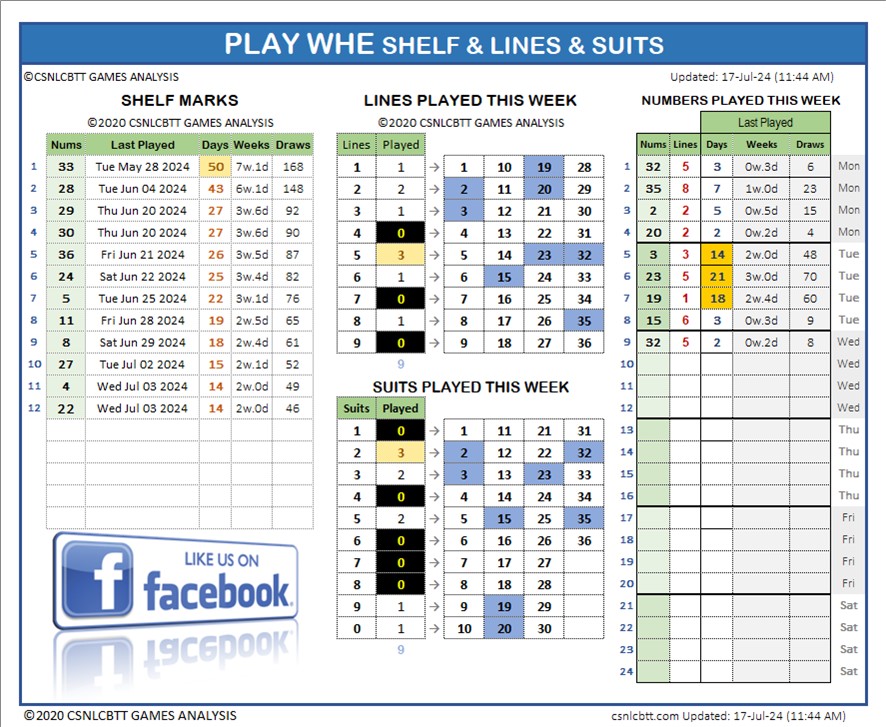 PLAY WHE SHELF & LINES & SUITS
©CSNLCBTT GAMES ANALYSIS
Updated: 17-Jul-24 (11:44 AM)
SHELF MARKS
©2020 CSNLCBTT GAMES ANALYSIS
Nums Last Played Days Weeks Draws
1 33 Tue May 28 2024 50 7w.1d 168
2 28 Tue Jun 04 2024 43 6w.1d 148
3 29 Thu Jun 20 2024 27 3w.6d 92
4 30 Thu Jun 20 2024 27 3w.6d 90
5 36 Fri Jun 21 2024 26 3w.5d 87
6 24 Sat Jun 22 2024 25 3w.4d 82
7 5 Tue Jun 25 2024 22 3w.1d 76
8 11 Fri Jun 28 2024 19 2w.5d 65
9 8 Sat Jun 29 2024 18 2w.4d 61
10 27 Tue Jul 02 2024 15 2w.1d 52
11 4 Wed Jul 03 2024 14 2w.0d 49
12 22 Wed Jul 03 2024 14 2w.0d 46
LIKE US ON
facebook
LINES PLAYED THIS WEEK
©2020 CSNLCBTT GAMES ANALYSIS
Lines Played
1 1 → 1 10 19 28
2 2 → 2 11 20 29
3 1 → 3 12 21 30
4 0 → 4 13 22 31
5 3 → 5 14 23 32
6 1 → 6 15 24 33
7 0 → 7 16 25 34
8 1 → 8 17 26 35
9 0 → 9 18 27 36
9
SUITS PLAYED THIS WEEK
Suits Played
1 0 → 1 11 21 31
2 3 → 2 12 22 32
3 2 → 3 13 23 33
4 0 → 4 14 24 34
5 2 → 5 15 25 35
6 0 → 6 16 26 36
7 0 → 7 17 27
8 0 → 8 18 28
9 1 → 9 19 29
0 1 → 10 20 30
9
NUMBERS PLAYED THIS WEEK
Last Played
Nums Lines Days Weeks Draws
1 32 5 3 0w.3d 6 Mon
2 35 8 7 1w.0d 23 Mon
3 2 2 5 0w.5d 15 Mon
4 20 2 2 0w.2d 4 Mon
5 3 3 14 2w.0d 48 Tue
6 23 5 21 3w.0d 70 Tue
7 19 1 18 2w.4d 60 Tue
8 15 6 3 0w.3d 9 Tue
9 32 5 2 0w.2d 8 Wed
10 Wed
11 Wed
12 Wed
13 Thu
14 Thu
15 Thu
16 Thu
17 Fri
18 Fri
19 Fri
20 Fri
21 Sat
22 Sat
23 Sat
24 Sat
©2020 CSNLCBTT GAMES ANALYSIS
csnlcbtt.com Updated: 17-Jul-24 (11:44 AM)